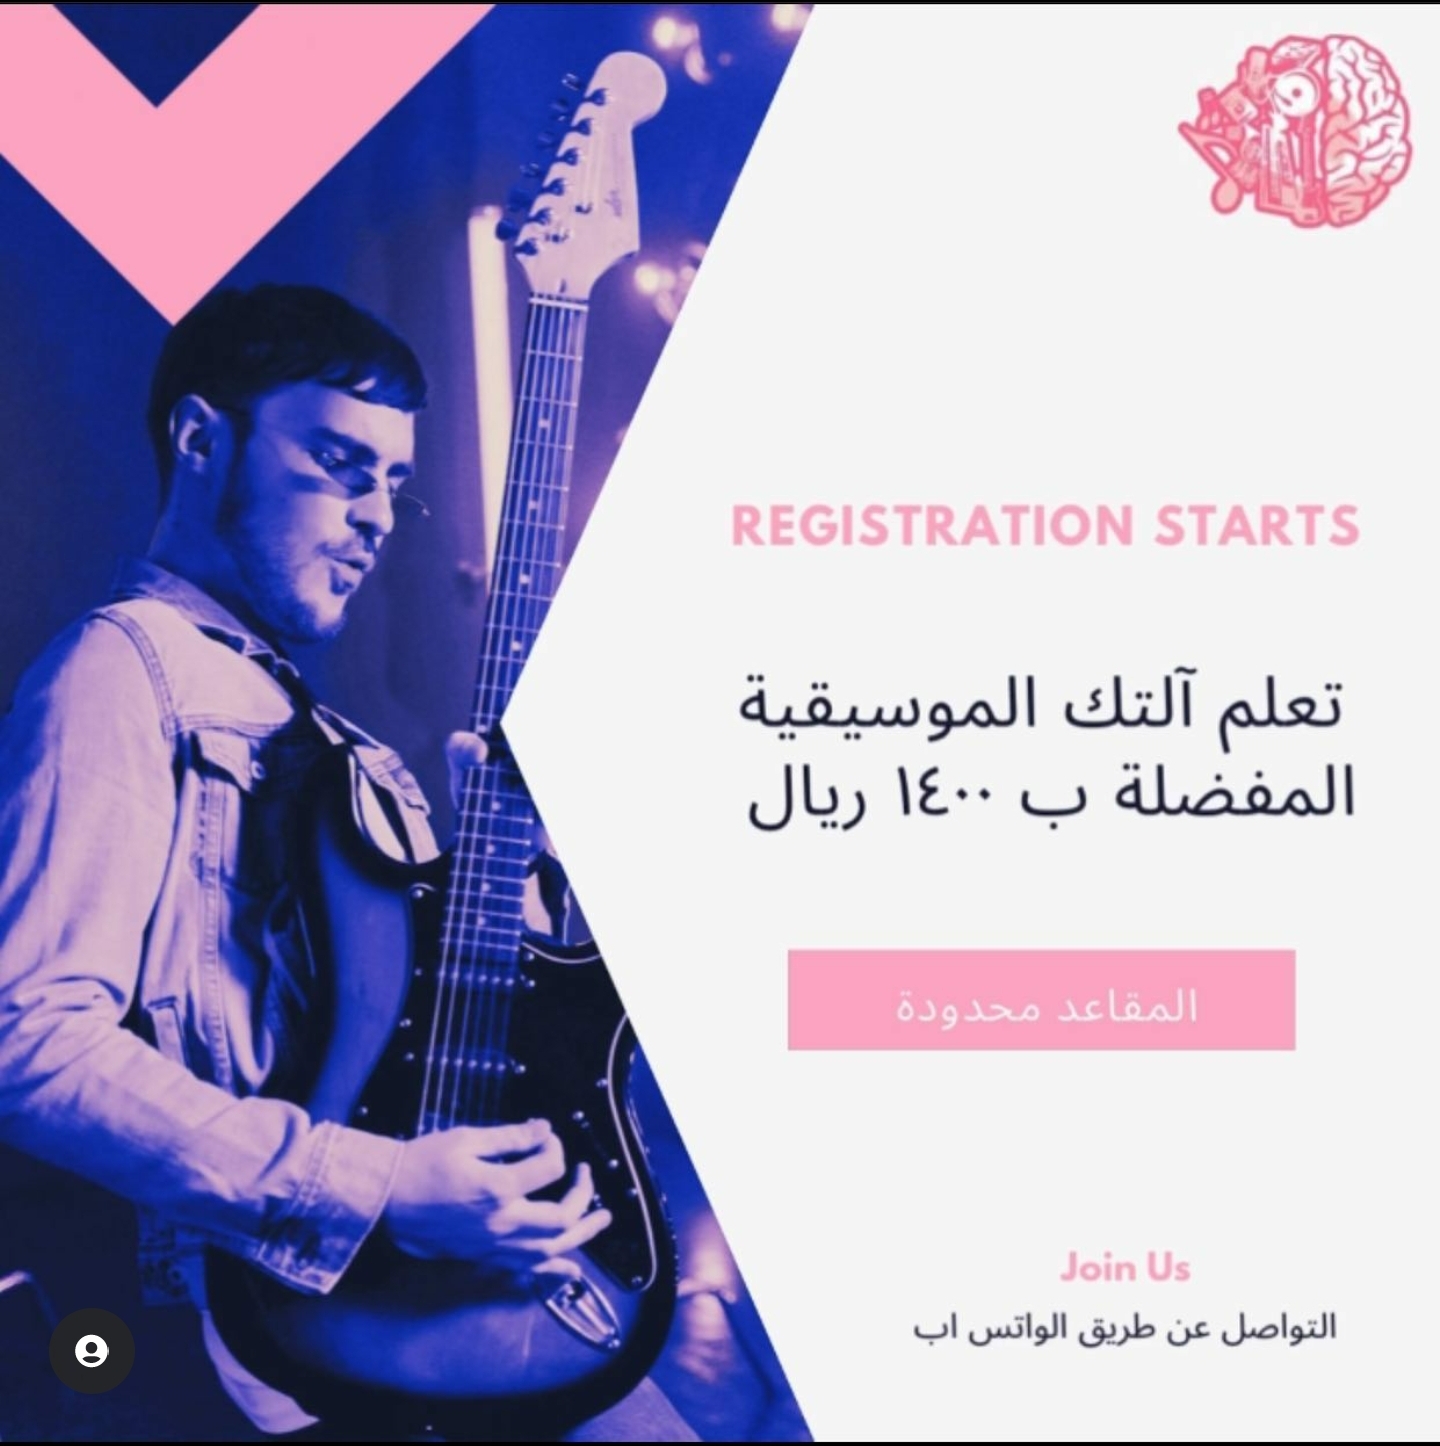 REGISTRATION STARTS
تعلم آلتك الموسيقية
المفضلة ب ١٤٠٠ ريال
المقاعد محدودة
Join Us
التواصل عن طريق الواتس اب